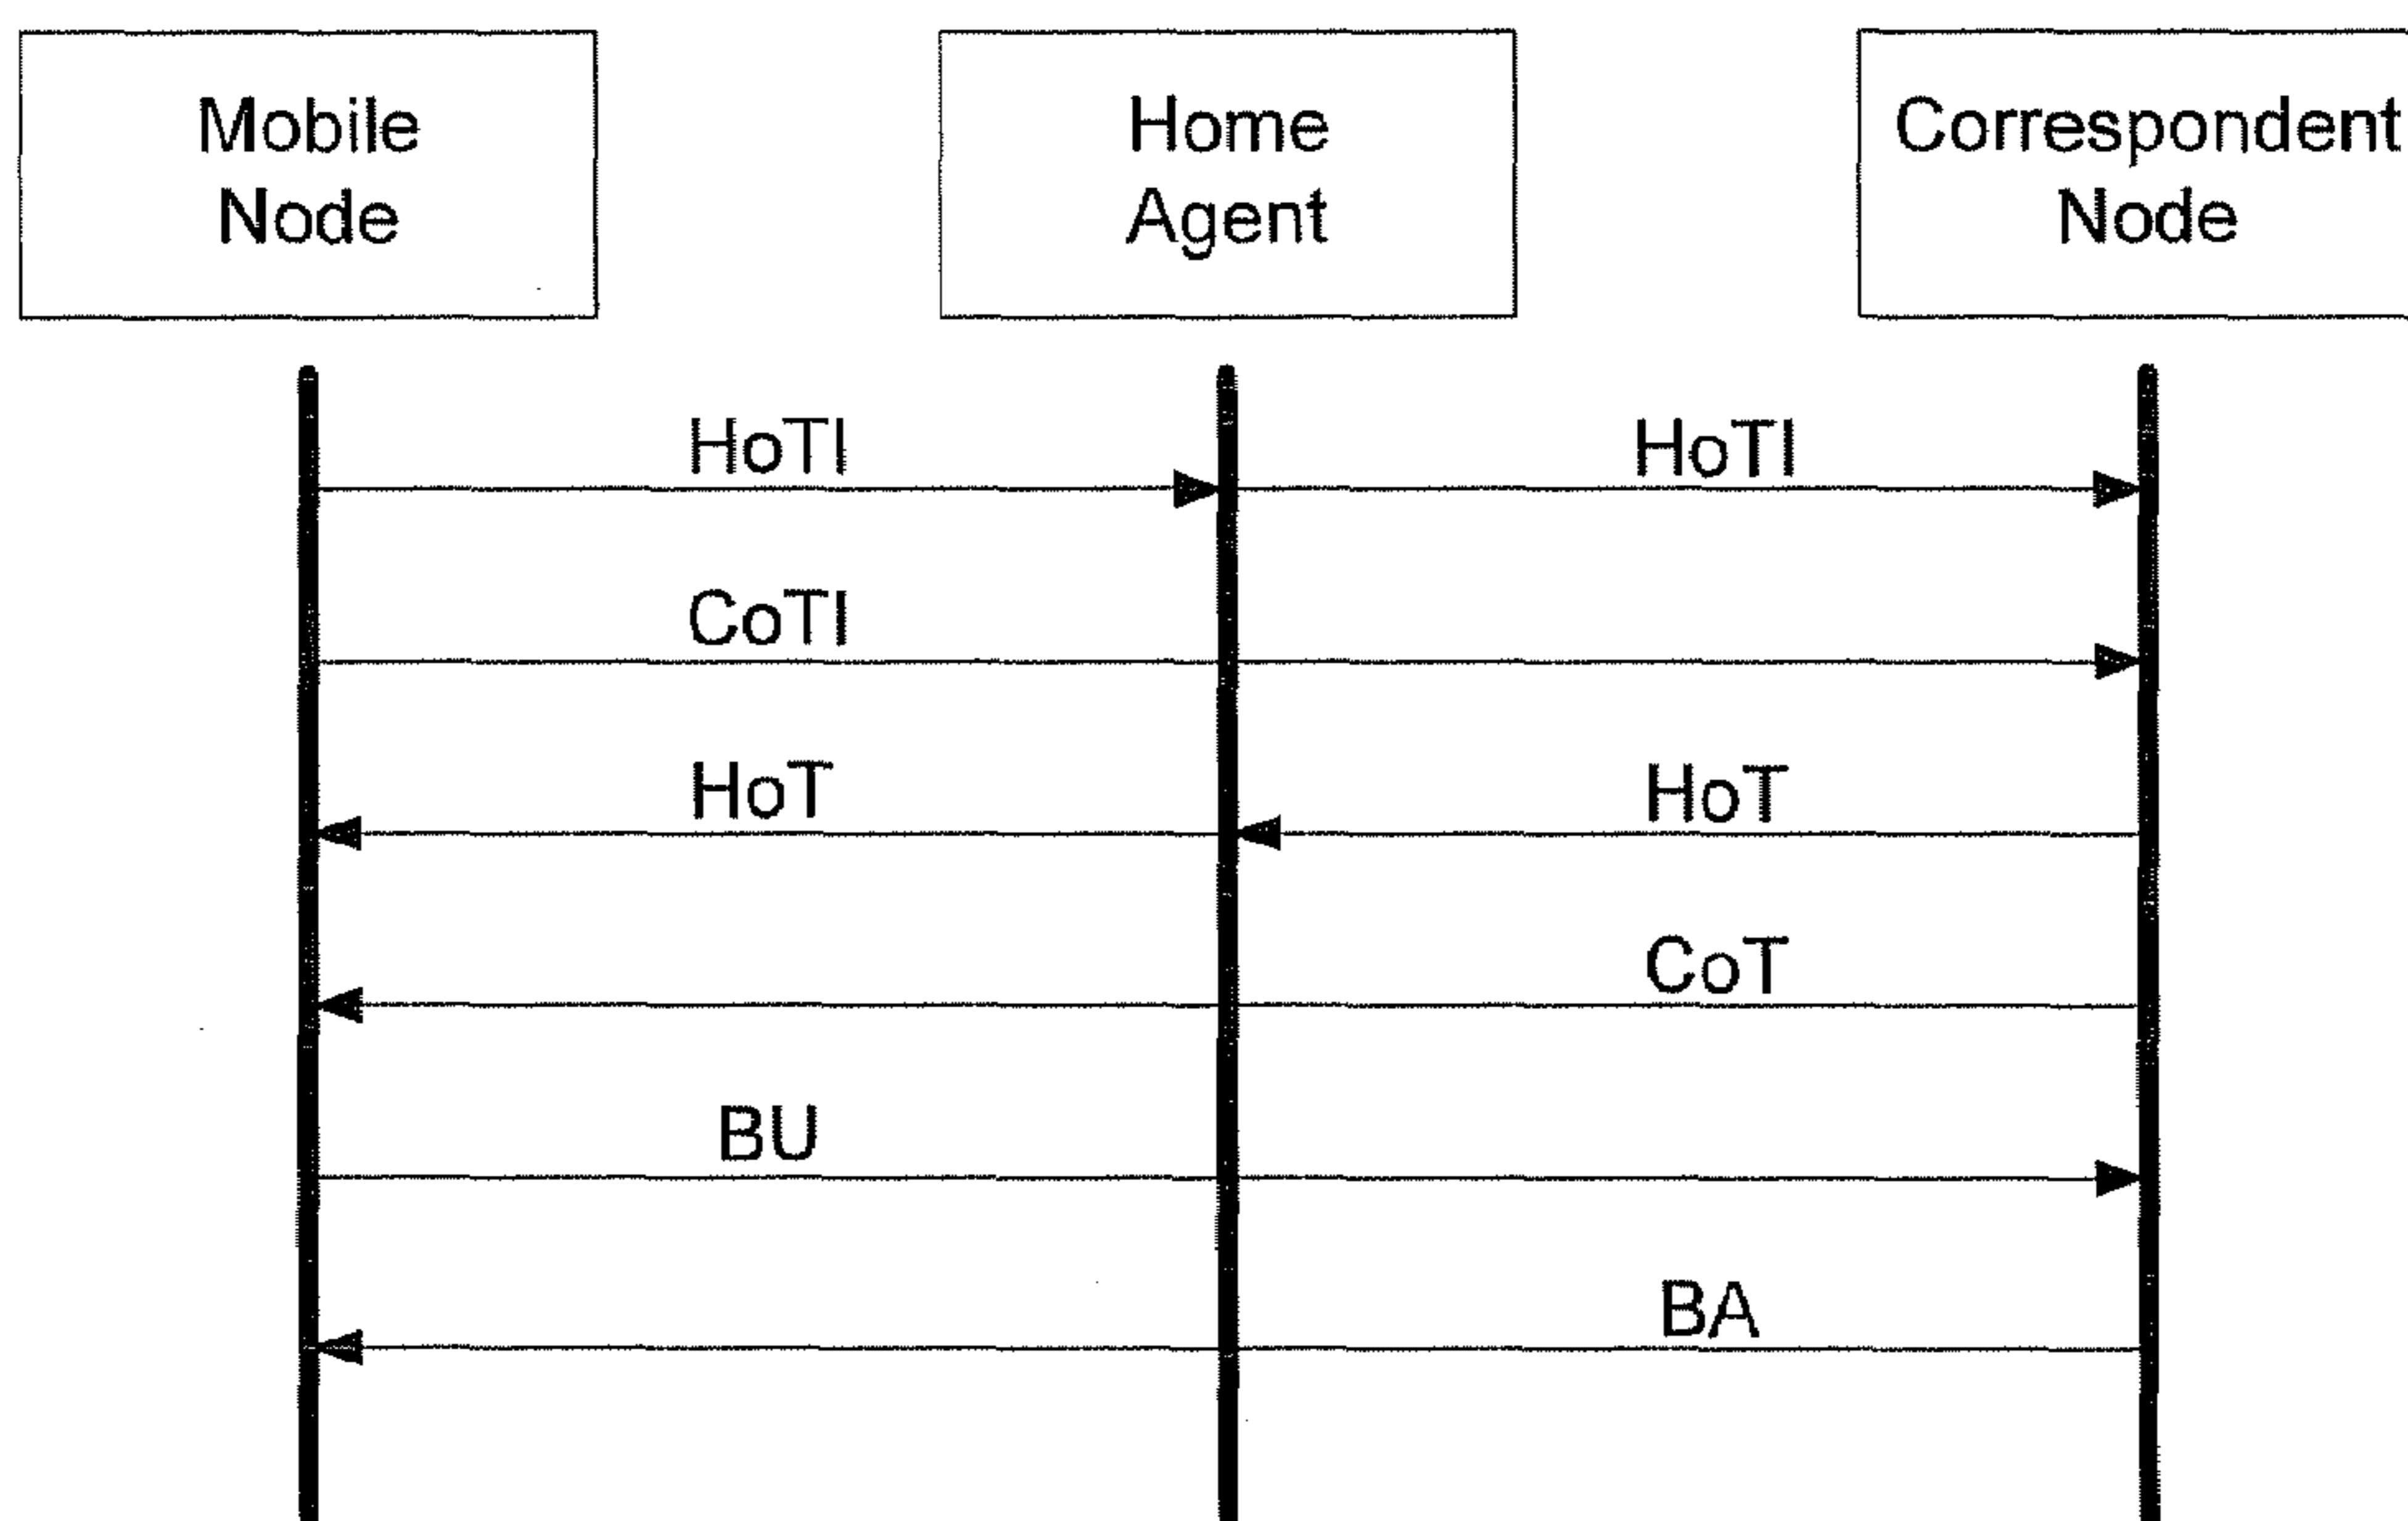 Mobile
Node
Home
Agent
Correspondent
Node
HoTI
HoTI
CoTI
HoT
HoT
CoT
BU
BA